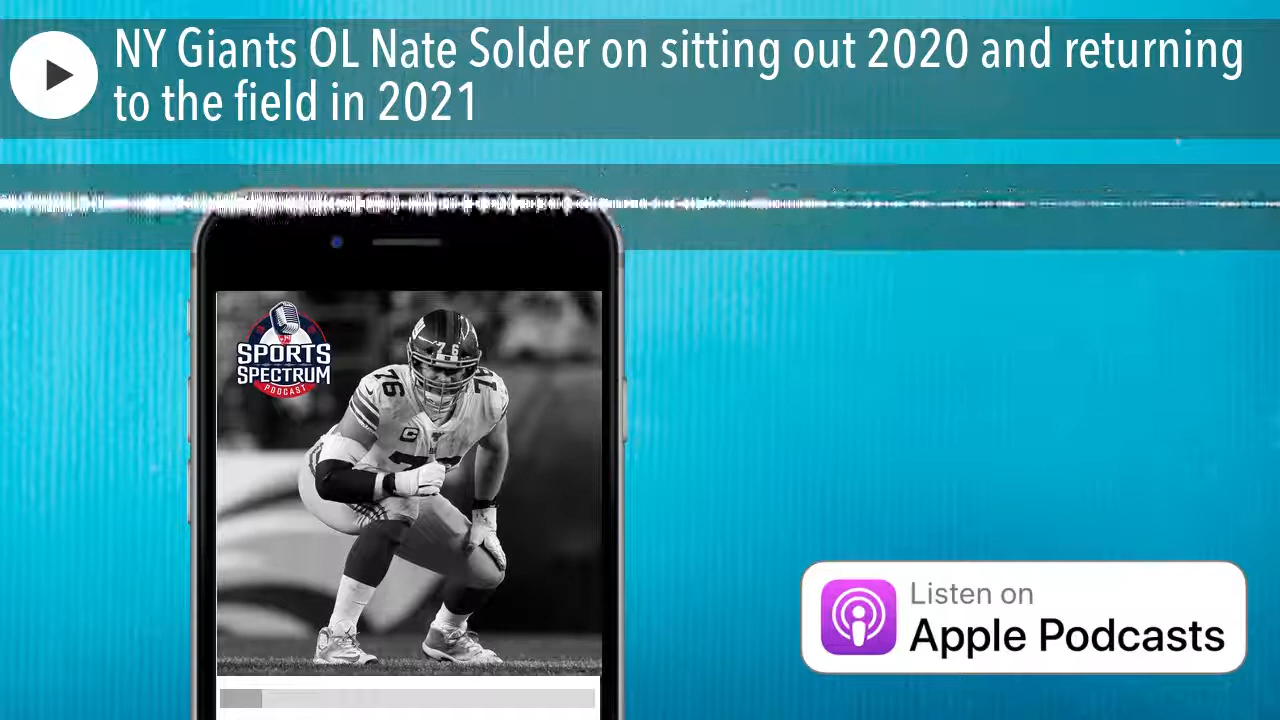 NY Giants OL Nate Solder on sitting out 2020 and returning
to the field in 2021
SPORTS
SPECTRUM
PODCAST
76
76
C
76
Listen on
Apple Podcasts